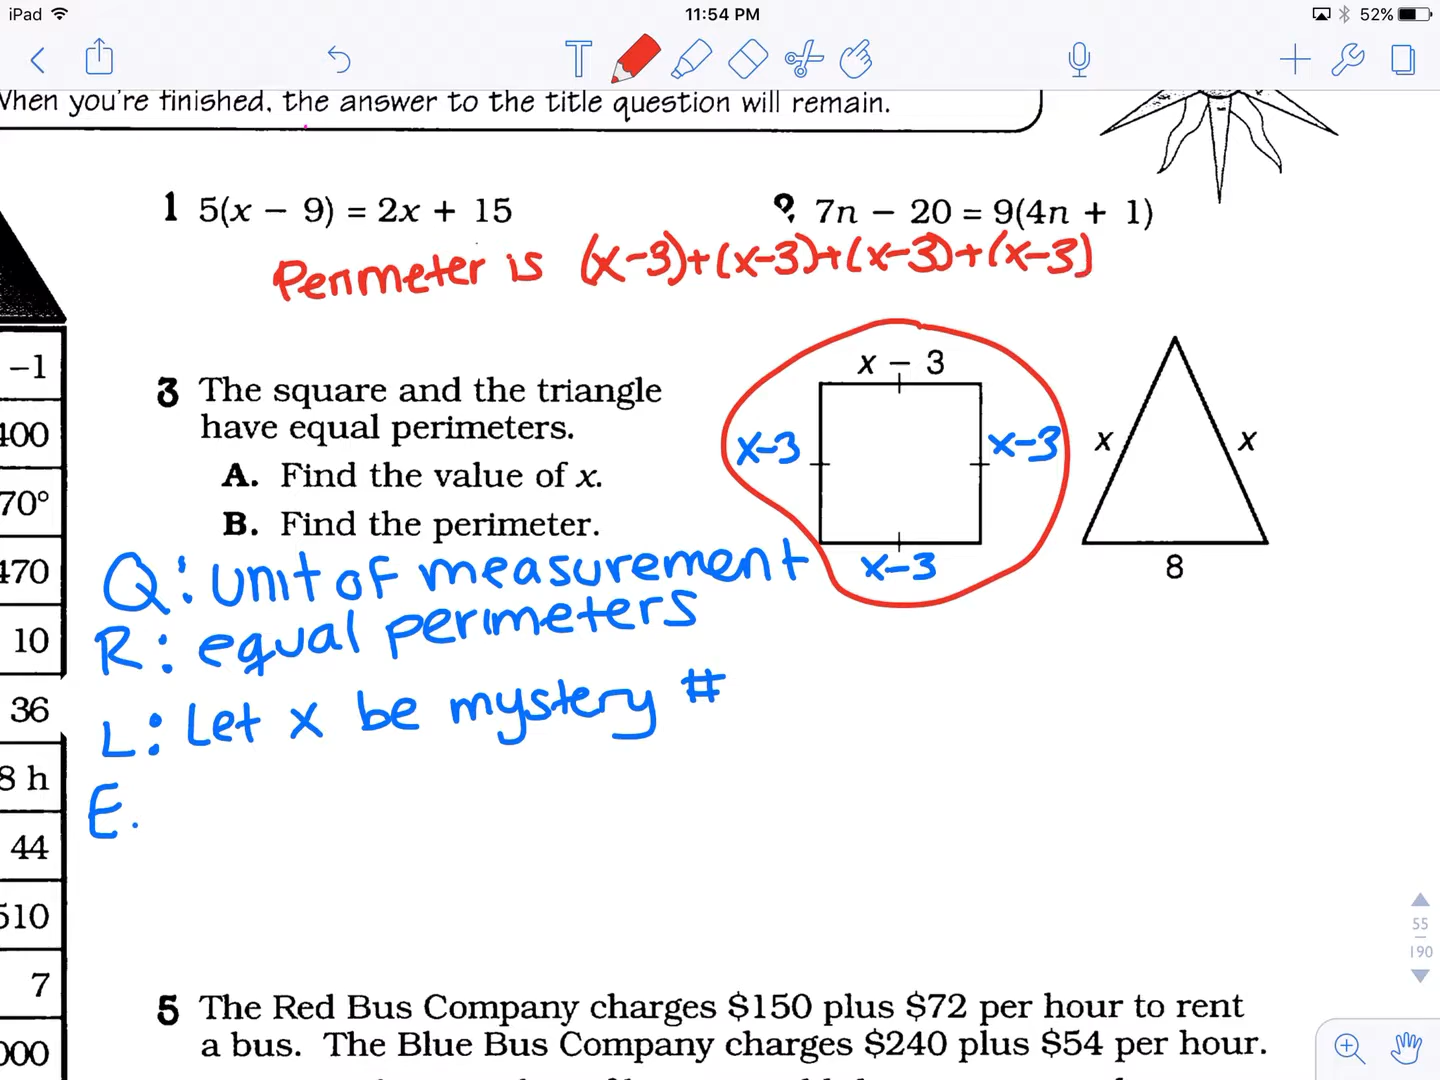 iPad 11:54 PM 52%
When you're finished, the answer to the title question will remain.
1 5(x − 9) = 2x + 15
7n − 20 = 9(4n + 1)
Perimeter is (x-3)+(x-3)+(x-3)+(x-3)
3 The square and the triangle
have equal perimeters.
A. Find the value of x.
B. Find the perimeter.
x − 3
x-3
x-3
x-3
x
x
8
Q: unit of measurement
R: equal perimeters
L: Let x be mystery #
E.
−1
400
70°
470
10
36
8 h
44
510
7
000
55
190
5 The Red Bus Company charges $150 plus $72 per hour to rent
a bus. The Blue Bus Company charges $240 plus $54 per hour.